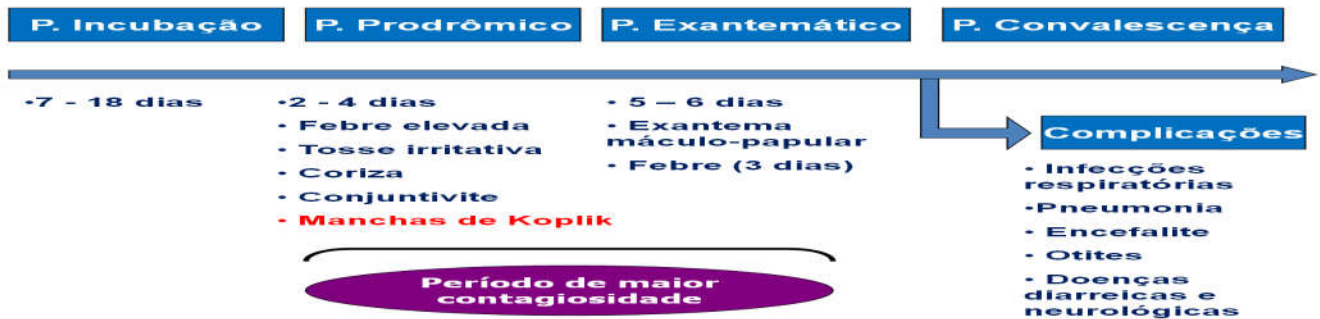 P. Incubação
P. Prodrômico
P. Exantemático
P. Convalescença
•7 - 18 dias
•2 - 4 dias
• Febre elevada
• Tosse irritativa
• Coriza
• Conjuntivite
• Manchas de Koplik
• 5 – 6 dias
• Exantema
máculo-papular
• Febre (3 dias)
Período de maior
contagiosidade
Complicações
• Infecções
respiratórias
•Pneumonia
• Encefalite
• Otites
• Doenças
diarreicas e
neurológicas